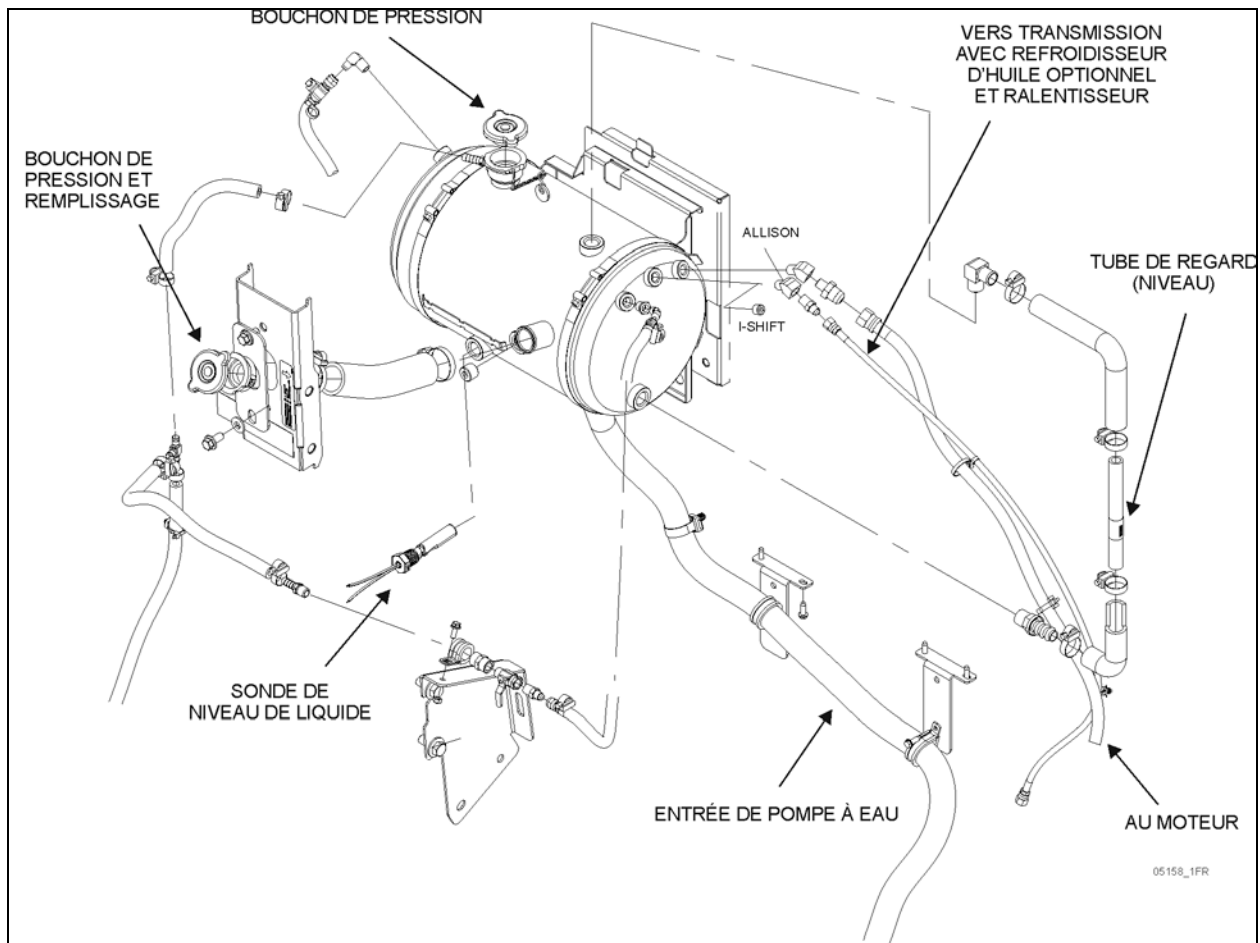 BOUCHON DE PRESSION
VERS TRANSMISSION
AVEC REFROIDISSEUR
D'HUILE OPTIONNEL
ET RALENTISSEUR
BOUCHON DE
PRESSION ET
REMPLISSAGE
ALLISON
TUBE DE REGARD
(NIVEAU)
I-SHIFT
SONDE DE
NIVEAU DE LIQUIDE
ENTRÉE DE POMPE À EAU
AU MOTEUR
05158_1FR